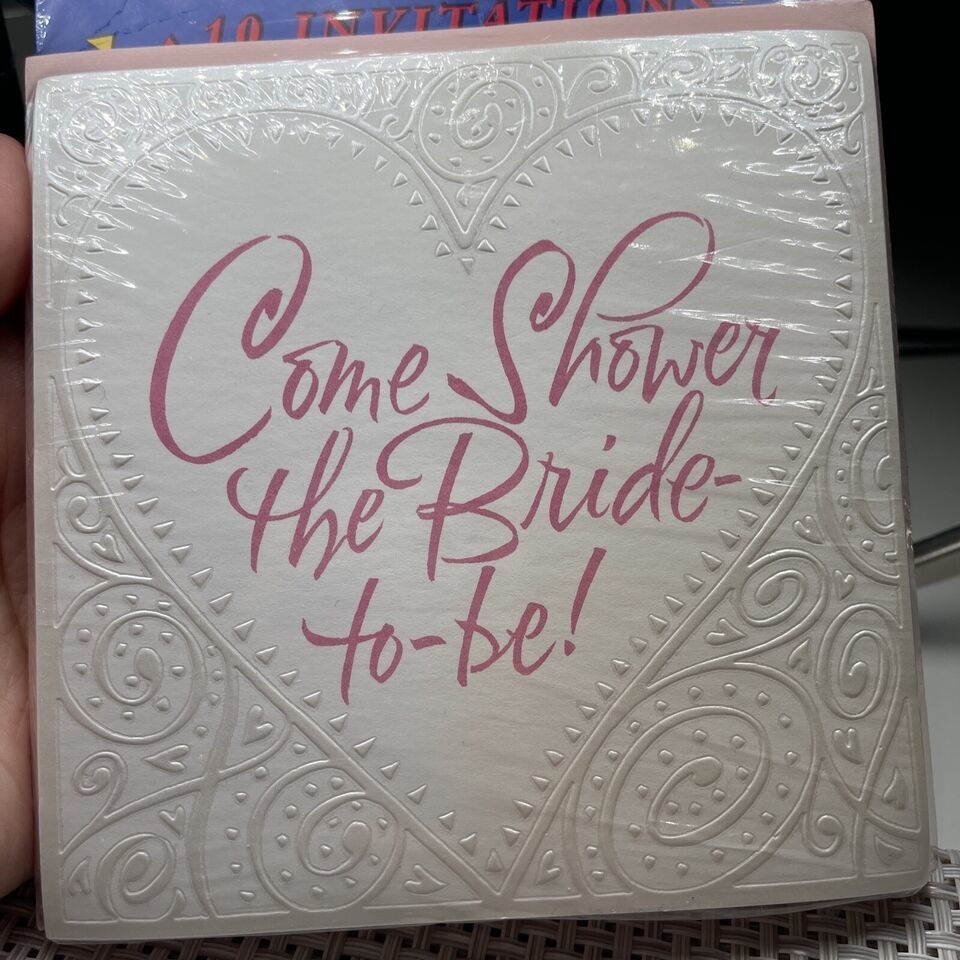 10 INVITATIONS
Come Shower
the Bride-
to-be!